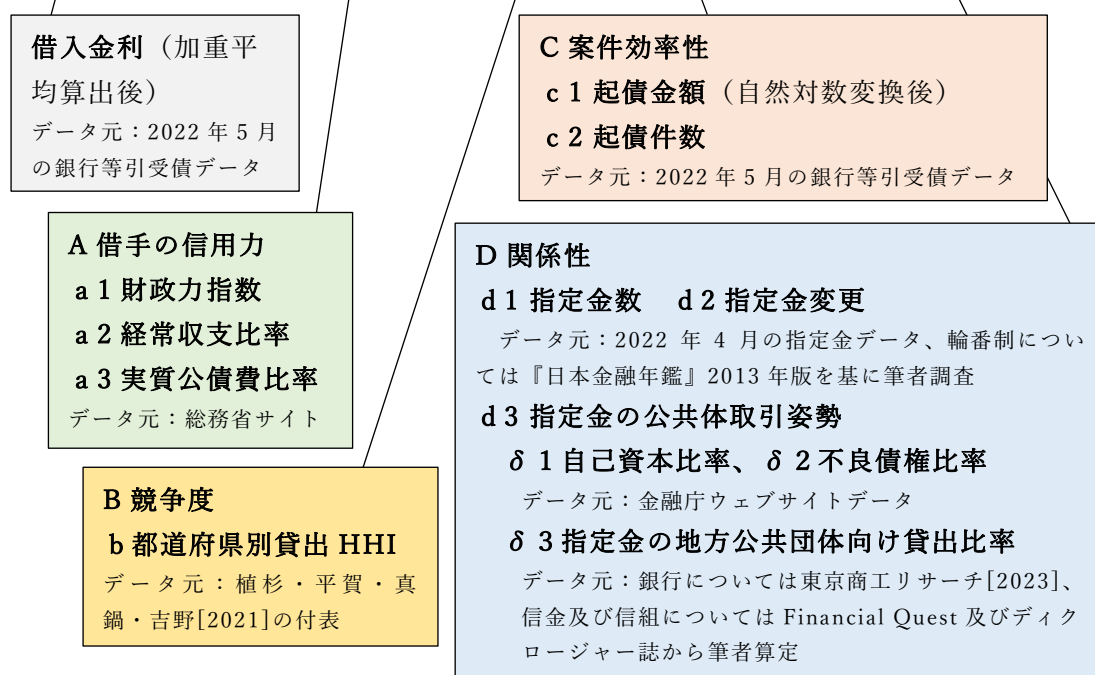 借入金利（加重平
均算出後）
データ元：2022 年 5 月
の銀行等引受債データ
A 借手の信用力
a 1 財政力指数
a 2 経常収支比率
a 3 実質公債費比率
データ元：総務省サイト
B 競争度
b 都道府県別貸出 HHI
データ元：植杉・平賀・真
鍋・吉野[2021]の付表
C 案件効率性
c 1 起債金額（自然対数変換後）
c 2 起債件数
データ元：2022 年 5 月の銀行等引受債データ
D 関係性
d 1 指定金数　d 2 指定金変更
データ元：2022 年 4 月の指定金データ、輪番制につい
ては『日本金融年鑑』2013 年版を基に筆者調査
d 3 指定金の公共体取引姿勢
δ 1 自己資本比率、δ 2 不良債権比率
データ元：金融庁ウェブサイトデータ
δ 3 指定金の地方公共団体向け貸出比率
データ元：銀行については東京商工リサーチ[2023]、
信金及び信組については Financial Quest 及びディク
ロージャー誌から筆者算定